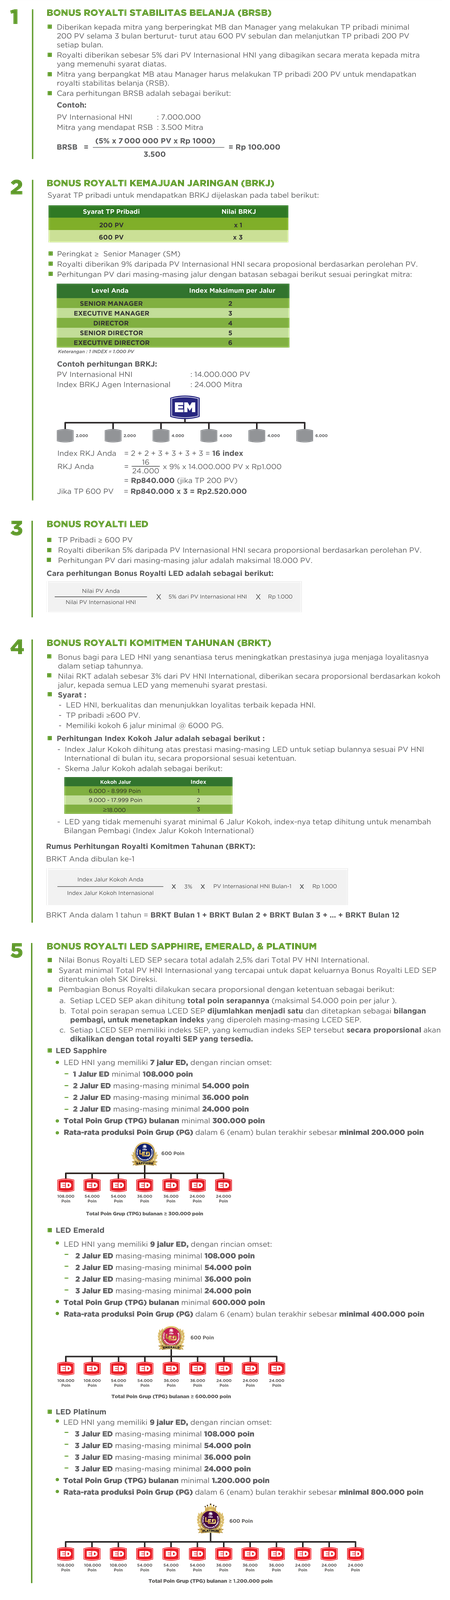 1
BONUS ROYALTI STABILITAS BELANJA (BRSB)
Diberikan kepada mitra yang berperingkat MB dan Manager yang melakukan TP pribadi minimal
200 PV selama 3 bulan berturut- turut atau 600 PV sebulan dan melanjutkan TP pribadi 200 PV
setiap bulan.
Royalti diberikan sebesar 5% dari PV Internasional HNI yang dibagikan secara merata kepada mitra
yang memenuhi syarat diatas.
Mitra yang berpangkat MB atau Manager harus melakukan TP pribadi 200 PV untuk mendapatkan
royalti stabilitas belanja (RSB).
Cara perhitungan BRSB adalah sebagai berikut:
Contoh:
PV Internasional HNI : 7.000.000
Mitra yang mendapat RSB : 3.500 Mitra
BRSB = (5% x 7 000 000 PV x Rp 1000) = Rp 100.000
3.500
2
BONUS ROYALTI KEMAJUAN JARINGAN (BRKJ)
Syarat TP pribadi untuk mendapatkan BRKJ dijelaskan pada tabel berikut:
Syarat TP Pribadi Nilai BRKJ
200 PV x 1
600 PV x 3
Peringkat ≥ Senior Manager (SM)
Royalti diberikan 9% daripada PV Internasional HNI secara proposional berdasarkan perolehan PV.
Perhitungan PV dari masing-masing jalur dengan batasan sebagai berikut sesuai peringkat mitra:
Level Anda Index Maksimum per Jalur
SENIOR MANAGER 2
EXECUTIVE MANAGER 3
DIRECTOR 4
SENIOR DIRECTOR 5
EXECUTIVE DIRECTOR 6
Keterangan : 1 INDEX = 1.000 PV
Contoh perhitungan BRKJ:
PV Internasional HNI : 14.000.000 PV
Index BRKJ Agen Internasional : 24.000 Mitra
EM
2.000 2.000 4.000 4.000 4.000 5.000
Index RKJ Anda = 2 + 2 + 3 + 3 + 3 + 3 = 16 index
RKJ Anda = 16 x 9% x 14.000.000 PV x Rp1.000
24.000
= Rp840.000 (jika TP 200 PV)
Jika TP 600 PV = Rp840.000 x 3 = Rp2.520.000
3
BONUS ROYALTI LED
TP Pribadi ≥ 600 PV
Royalti diberikan 5% daripada PV Internasional HNI secara proporsional berdasarkan perolehan PV.
Perhitungan PV dari masing-masing jalur adalah maksimal 18.000 PV.
Cara perhitungan Bonus Royalti LED adalah sebagai berikut:
Nilai PV Anda
Nilai PV Internasional HNI X 5% dari PV Internasional HNI X Rp 1.000
4
BONUS ROYALTI KOMITMEN TAHUNAN (BRKT)
Bonus bagi para LED HNI yang senantiasa terus meningkatkan prestasinya juga menjaga loyalitasnya
dalam setiap tahunnya.
Nilai RKT adalah sebesar 3% dari PV HNI International, diberikan secara proporsional berdasarkan kokoh
jalur, kepada semua LED yang memenuhi syarat prestasi.
Syarat :
- LED HNI, berkualitas dan menunjukkan loyalitas terbaik kepada HNI.
- TP pribadi ≥600 PV.
- Memiliki kokoh 6 jalur minimal @ 6000 PG.
Perhitungan Index Kokoh Jalur adalah sebagai berikut :
- Index Jalur Kokoh dihitung atas prestasi masing-masing LED untuk setiap bulannya sesuai PV HNI
International di bulan itu, secara proporsional sesuai ketentuan.
- Skema Jalur Kokoh adalah sebagai berikut:
Kokoh Jalur Index
6.000 - 8.999 Poin 1
9.000 - 17.999 Poin 2
≥18.000 3
- LED yang tidak memenuhi syarat minimal 6 Jalur Kokoh, index-nya tetap dihitung untuk menambah
Bilangan Pembagi (Index Jalur Kokoh International)
Rumus Perhitungan Royalti Komitmen Tahunan (BRKT):
BRKT Anda dibulan ke-1
Index Jalur Kokoh Anda
Index Jalur Kokoh Internasional X 3% X PV Internasional HNI Bulan-1 X Rp 1.000
BRKT Anda dalam 1 tahun = BRKT Bulan 1 + BRKT Bulan 2 + BRKT Bulan 3 + ... + BRKT Bulan 12
5
BONUS ROYALTI LED SAPPHIRE, EMERALD, & PLATINUM
Nilai Bonus Royalti LED SEP secara total adalah 2,5% dari Total PV HNI International.
Syarat minimal Total PV HNI Internasional yang tercapai untuk dapat keluarnya Bonus Royalti LED SEP
ditentukan oleh SK Direksi.
Pembagian Bonus Royalti dilakukan secara proporsional dengan ketentuan sebagai berikut:
a. Setiap LCED SEP akan dihitung total poin serapannya (maksimal 54.000 poin per jalur ).
b. Total poin serapan semua LCED SEP dijumlahkan menjadi satu dan ditetapkan sebagai bilangan
pembagi, untuk menetapkan indeks yang diperoleh masing-masing LCED SEP.
c. Setiap LCED SEP memiliki indeks SEP, yang kemudian indeks SEP tersebut secara proporsional akan
dikalikan dengan total royalti SEP yang tersedia.
LED Sapphire
LED HNI yang memiliki 7 jalur ED, dengan rincian omset:
– 1 Jalur ED minimal 108.000 poin
– 2 Jalur ED masing-masing minimal 54.000 poin
– 2 Jalur ED masing-masing minimal 36.000 poin
– 2 Jalur ED masing-masing minimal 24.000 poin
Total Poin Grup (TPG) bulanan minimal 300.000 poin
Rata-rata produksi Poin Grup (PG) dalam 6 (enam) bulan terakhir sebesar minimal 200.000 poin
LED SAPPHIRE 600 Poin
ED ED ED ED ED ED ED
108.000 54.000 54.000 36.000 36.000 24.000 24.000
Poin Poin Poin Poin Poin Poin Poin
Total Poin Grup (TPG) bulanan ≥ 300.000 poin
LED Emerald
LED HNI yang memiliki 9 jalur ED, dengan rincian omset:
– 2 Jalur ED masing-masing minimal 108.000 poin
– 2 Jalur ED masing-masing minimal 54.000 poin
– 2 Jalur ED masing-masing minimal 36.000 poin
– 3 Jalur ED masing-masing minimal 24.000 poin
Total Poin Grup (TPG) bulanan minimal 600.000 poin
Rata-rata produksi Poin Grup (PG) dalam 6 (enam) bulan terakhir sebesar minimal 400.000 poin
LED 600 Poin
ED ED ED ED ED ED ED ED ED
108.000 108.000 54.000 54.000 36.000 36.000 24.000 24.000 24.000
Poin Poin Poin Poin Poin Poin Poin Poin Poin
Total Poin Grup (TPG) bulanan ≥ 600.000 poin
LED Platinum
LED HNI yang memiliki 9 jalur ED, dengan rincian omset:
– 3 Jalur ED masing-masing minimal 108.000 poin
– 3 Jalur ED masing-masing minimal 54.000 poin
– 3 Jalur ED masing-masing minimal 36.000 poin
– 3 Jalur ED masing-masing minimal 24.000 poin
Total Poin Grup (TPG) bulanan minimal 1.200.000 poin
Rata-rata produksi Poin Grup (PG) dalam 6 (enam) bulan terakhir sebesar minimal 800.000 poin
LED PLATINUM 600 Poin
ED ED ED ED ED ED ED ED ED ED ED ED
108.000 108.000 108.000 54.000 54.000 54.000 36.000 36.000 36.000 24.000 24.000 24.000
Poin Poin Poin Poin Poin Poin Poin Poin Poin Poin Poin Poin
Total Poin Grup (TPG) bulanan ≥ 1.200.000 poin